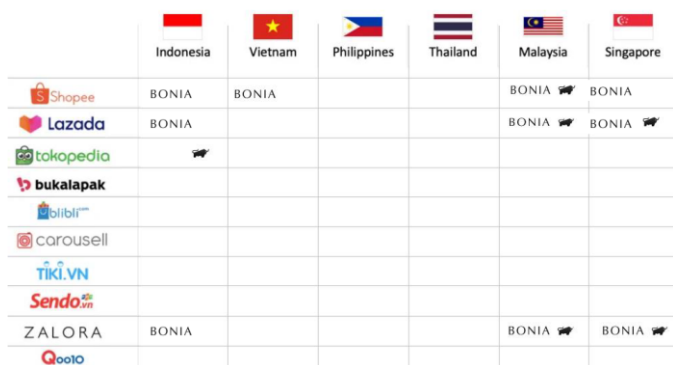 Indonesia Vietnam Philippines Thailand Malaysia Singapore
Shopee BONIA BONIA BONIA BONIA
Lazada BONIA BONIA BONIA
tokopedia
bukalapak
blibli.com
carousell
TIKI.VN
Sendo.vn
ZALORA BONIA BONIA BONIA
Qoo10